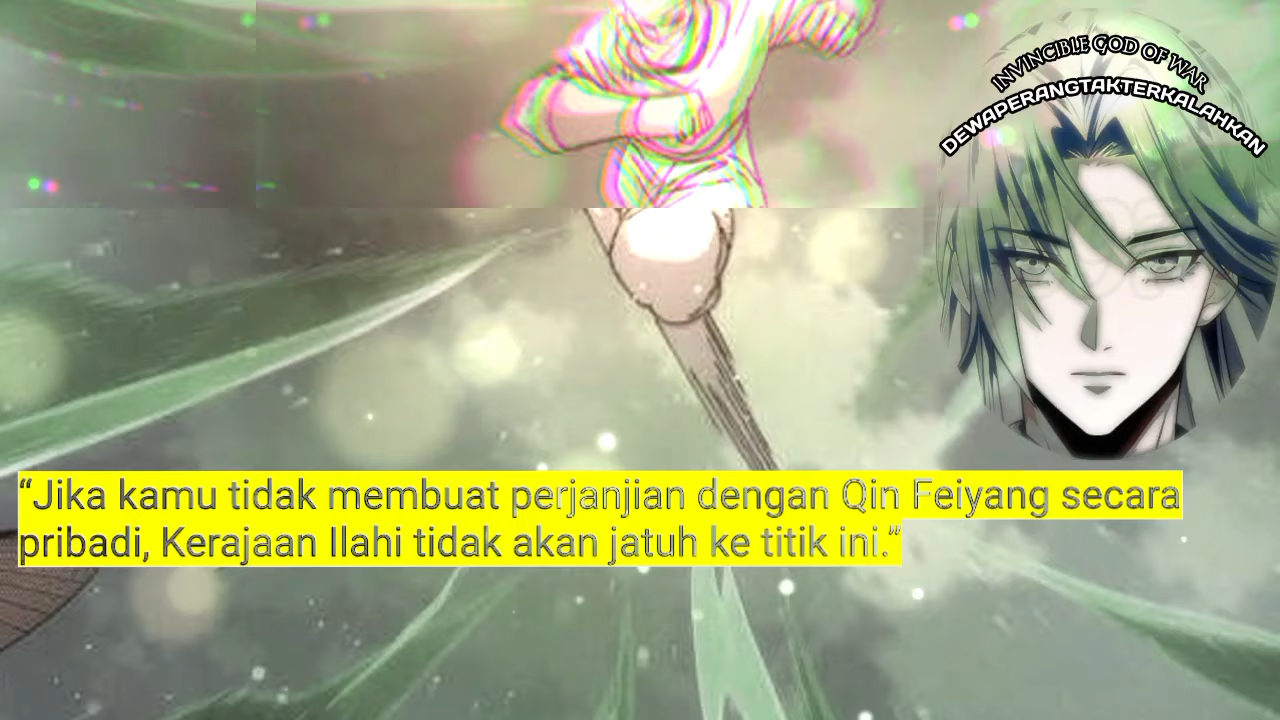 INVINCIBLE GOD OF WAR
DEWAPERANGTAKTERKALAHKAN
“Jika kamu tidak membuat perjanjian dengan Qin Feiyang secara
pribadi, Kerajaan Ilahi tidak akan jatuh ke titik ini.”